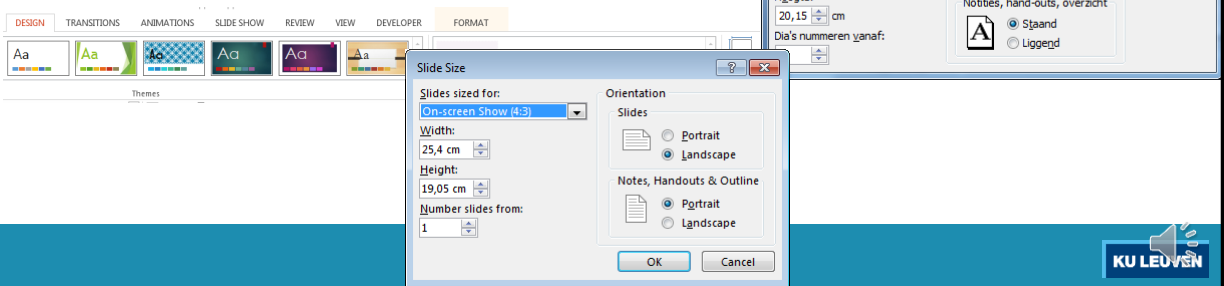 DESIGN TRANSITIONS ANIMATIONS SLIDE SHOW REVIEW VIEW DEVELOPER FORMAT
Aa Aa Aa Aa Aa Aa
Themes
20,15 cm
Dia's nummeren vanaf:
Notities, hand-outs, overzicht
A
Staand
Liggend
Slide Size
Slides sized for:
On-screen Show (4:3)
Width:
25,4 cm
Height:
19,05 cm
Number slides from:
1
Orientation
Slides
Portrait
Landscape
Notes, Handouts & Outline
Portrait
Landscape
OK Cancel
KU LEUVEN